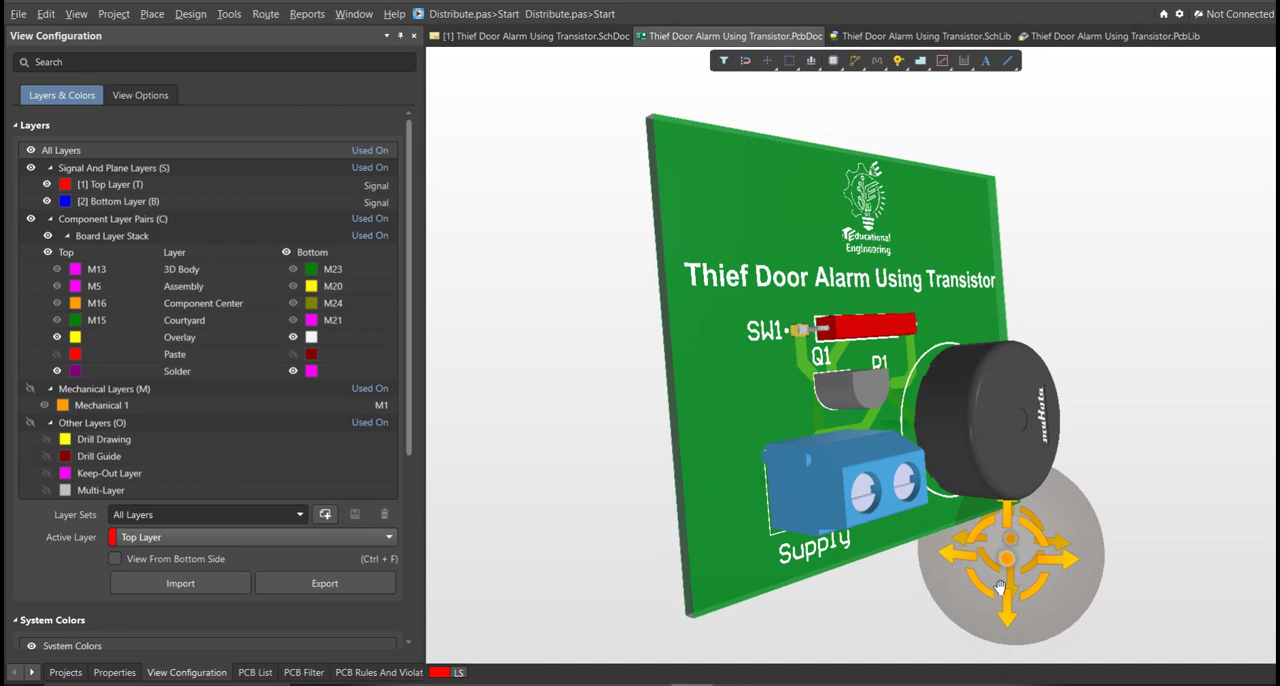 File Edit View Project Place Design Tools Route Reports Window Help Distribute.pas>Start Distribute.pas>Start Not Connected
View Configuration
[1] Thief Door Alarm Using Transistor.SchDoc Thief Door Alarm Using Transistor.PcbDoc Thief Door Alarm Using Transistor.SchLib Thief Door Alarm Using Transistor.PcbLib
Search
Layers & Colors View Options
Layers
All Layers Used On
Signal And Plane Layers (S) Used On
[1] Top Layer (T) Signal
[2] Bottom Layer (B) Signal
Component Layer Pairs (C) Used On
Board Layer Stack Used On
Top Layer Bottom
M13 3D Body M23
M5 Assembly M20
M16 Component Center M24
M15 Courtyard M21
Overlay
Paste
Solder
Mechanical Layers (M) Used On
Mechanical 1 M1
Other Layers (O) Used On
Drill Drawing
Drill Guide
Keep-Out Layer
Multi-Layer
Layer Sets All Layers
Active Layer Top Layer
View From Bottom Side (Ctrl + F)
Import Export
System Colors
System Colors
Projects Properties View Configuration PCB List PCB Filter PCB Rules And Violat LS
Educational
Engineering
Thief Door Alarm Using Transistor
SW1
Q1 R1
muRata
Supply